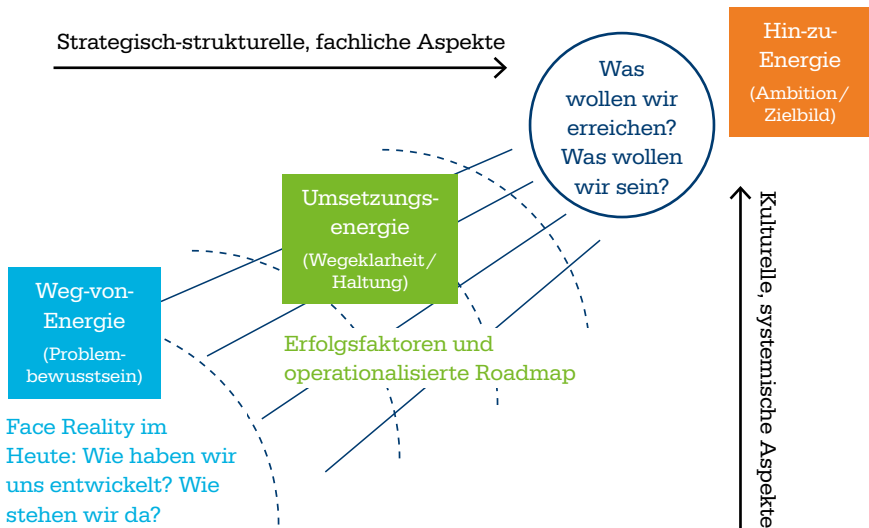 Strategisch-strukturelle, fachliche Aspekte
Was
wollen wir
erreichen?
Was wollen
wir sein?
Hin-zu-
Energie
(Ambition/
Zielbild)
Umsetzungs-
energie
(Wegeklarheit/
Haltung)
Weg-von-
Energie
(Problem-
bewusstsein)
Erfolgsfaktoren und
operationalisierte Roadmap
Face Reality im
Heute: Wie haben wir
uns entwickelt? Wie
stehen wir da?
Kulturelle, systemische Aspekte